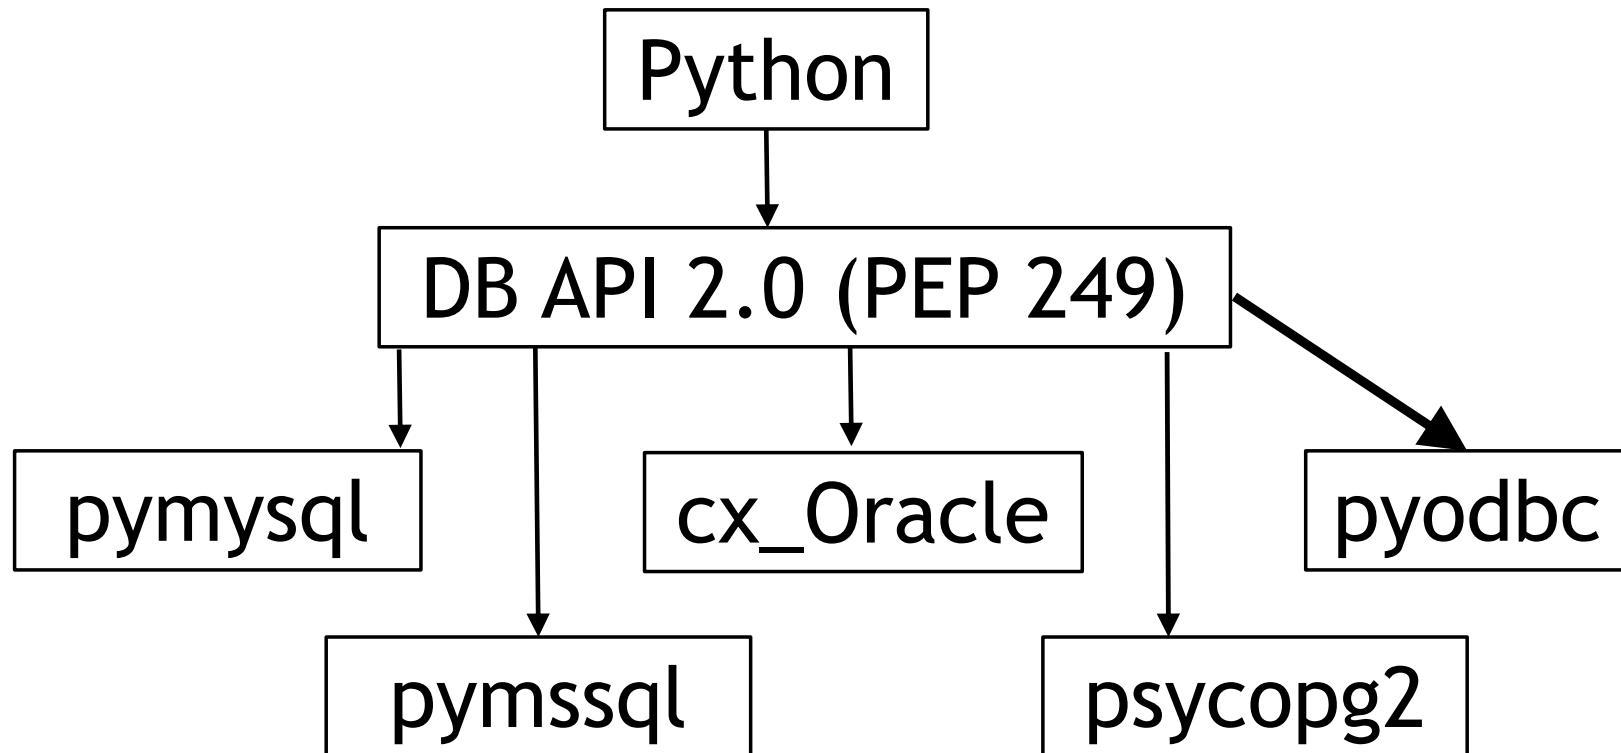 Python
DB API 2.0 (PEP 249)
pymysql
cx_Oracle
pyodbc
pymssql
psycopg2